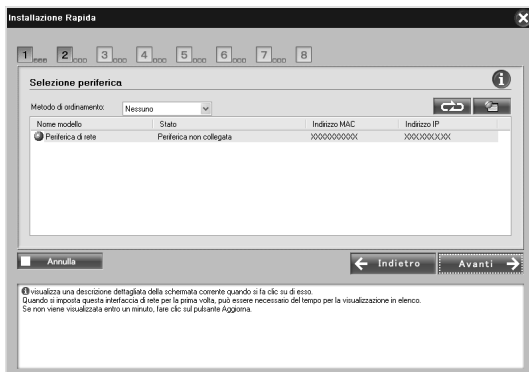 Installazione Rapida
1 2 3 4 5 6 7 8
Selezione periferica
Metodo di ordinamento: Nessuno
Nome modello Stato Indirizzo MAC Indirizzo IP
Periferica di rete Periferica non collegata XXXXXXXXXX XXX.XXX.XX.XX
Annulla Indietro Avanti
visualizza una descrizione dettagliata della schermata corrente quando si fa clic su di esso.
Quando si imposta questa interfaccia di rete per la prima volta, può essere necessario del tempo per la visualizzazione in elenco.
Se non viene visualizzata entro un minuto, fare clic sul pulsante Aggiorna.